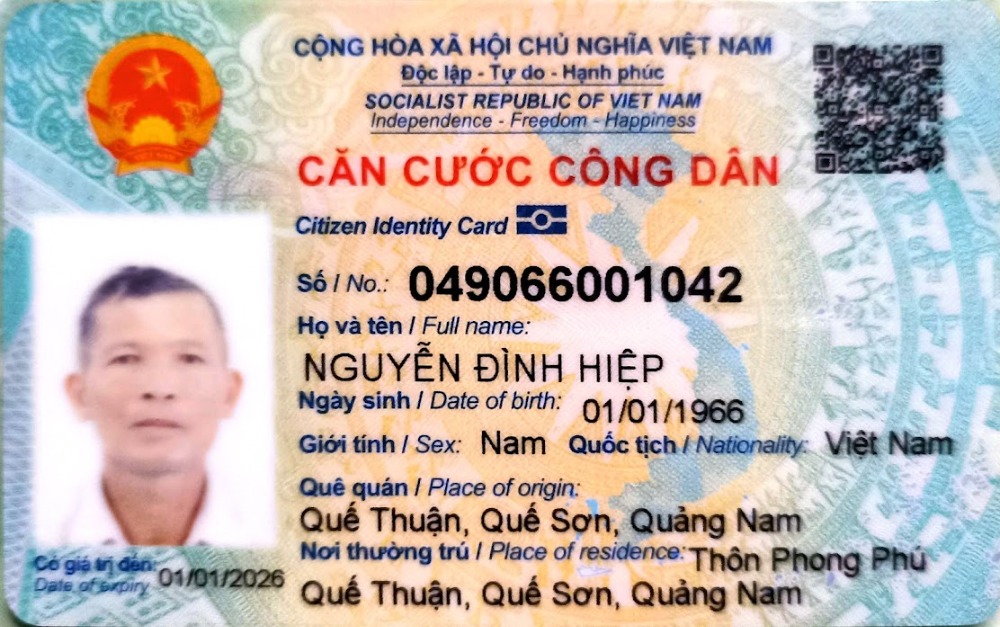 CỘNG HÒA XÃ HỘI CHỦ NGHĨA VIỆT NAM
Độc lập - Tự do - Hạnh phúc
SOCIALIST REPUBLIC OF VIET NAM
Independence - Freedom - Happiness
CĂN CƯỚC CÔNG DÂN
Citizen Identity Card
Số / No.: 049066001042
Họ và tên / Full name:
NGUYỄN ĐÌNH HIỆP
Ngày sinh / Date of birth: 01/01/1966
Giới tính / Sex: Nam Quốc tịch / Nationality: Việt Nam
Quê quán / Place of origin:
Quế Thuận, Quế Sơn, Quảng Nam
Nơi thường trú / Place of residence: Thôn Phong Phú
Quế Thuận, Quế Sơn, Quảng Nam
Có giá trị đến: 01/01/2026
Date of expiry